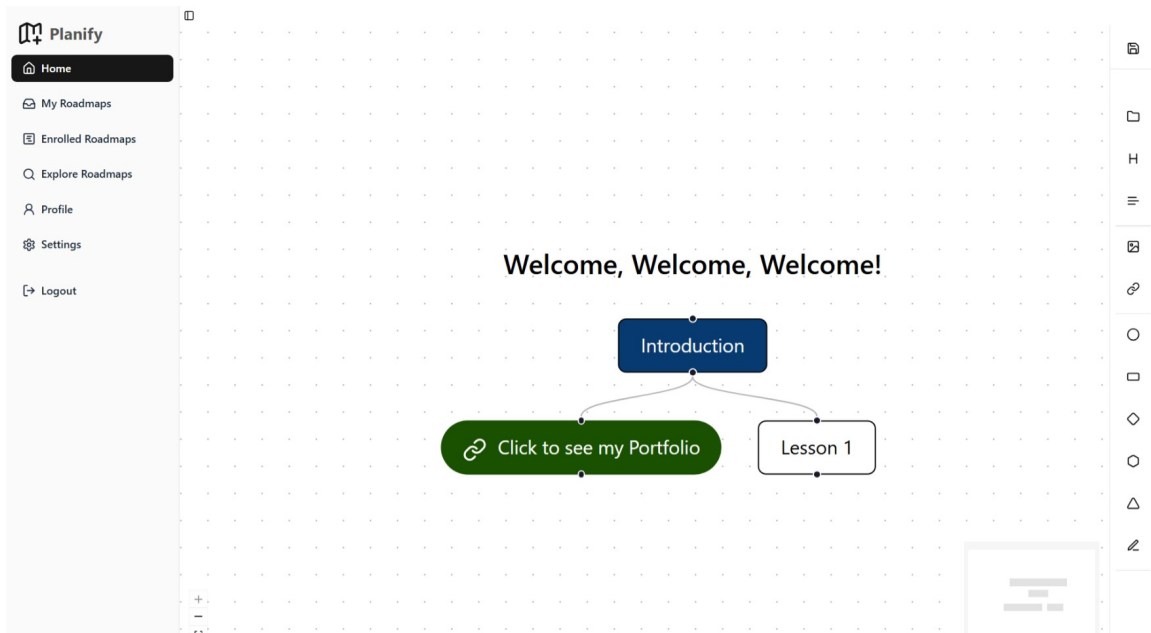 Planify
Home
My Roadmaps
Enrolled Roadmaps
Explore Roadmaps
Profile
Settings
Logout
Welcome, Welcome, Welcome!
Introduction
Click to see my Portfolio
Lesson 1